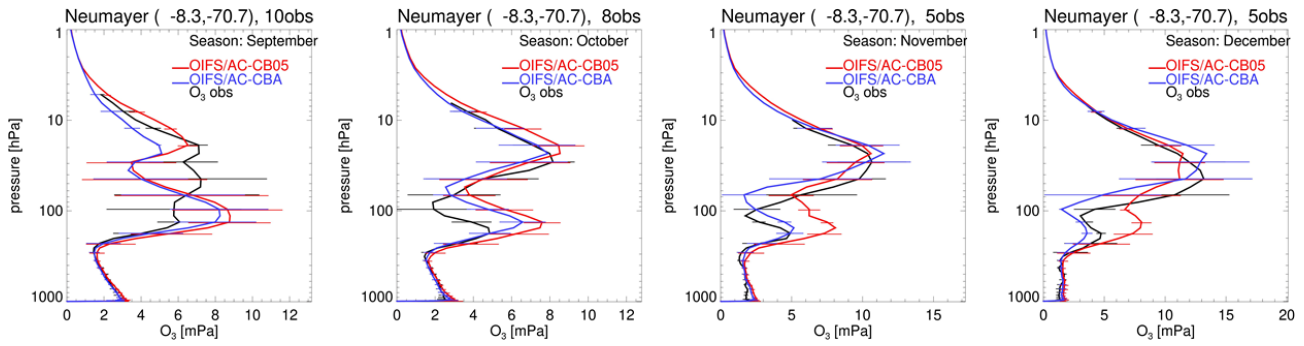 Neumayer ( -8.3,-70.7), 10obs
Season: September
OIFS/AC-CB05
OIFS/AC-CBA
O3 obs
pressure [hPa]
1
10
100
1000
0 2 4 6 8 10 12
O3 [mPa]
Neumayer ( -8.3,-70.7), 8obs
Season: October
OIFS/AC-CB05
OIFS/AC-CBA
O3 obs
pressure [hPa]
1
10
100
1000
0 2 4 6 8 10 12
O3 [mPa]
Neumayer ( -8.3,-70.7), 5obs
Season: November
OIFS/AC-CB05
OIFS/AC-CBA
O3 obs
pressure [hPa]
1
10
100
1000
0 5 10 15
O3 [mPa]
Neumayer ( -8.3,-70.7), 5obs
Season: December
OIFS/AC-CB05
OIFS/AC-CBA
O3 obs
pressure [hPa]
1
10
100
1000
0 5 10 15 20
O3 [mPa]